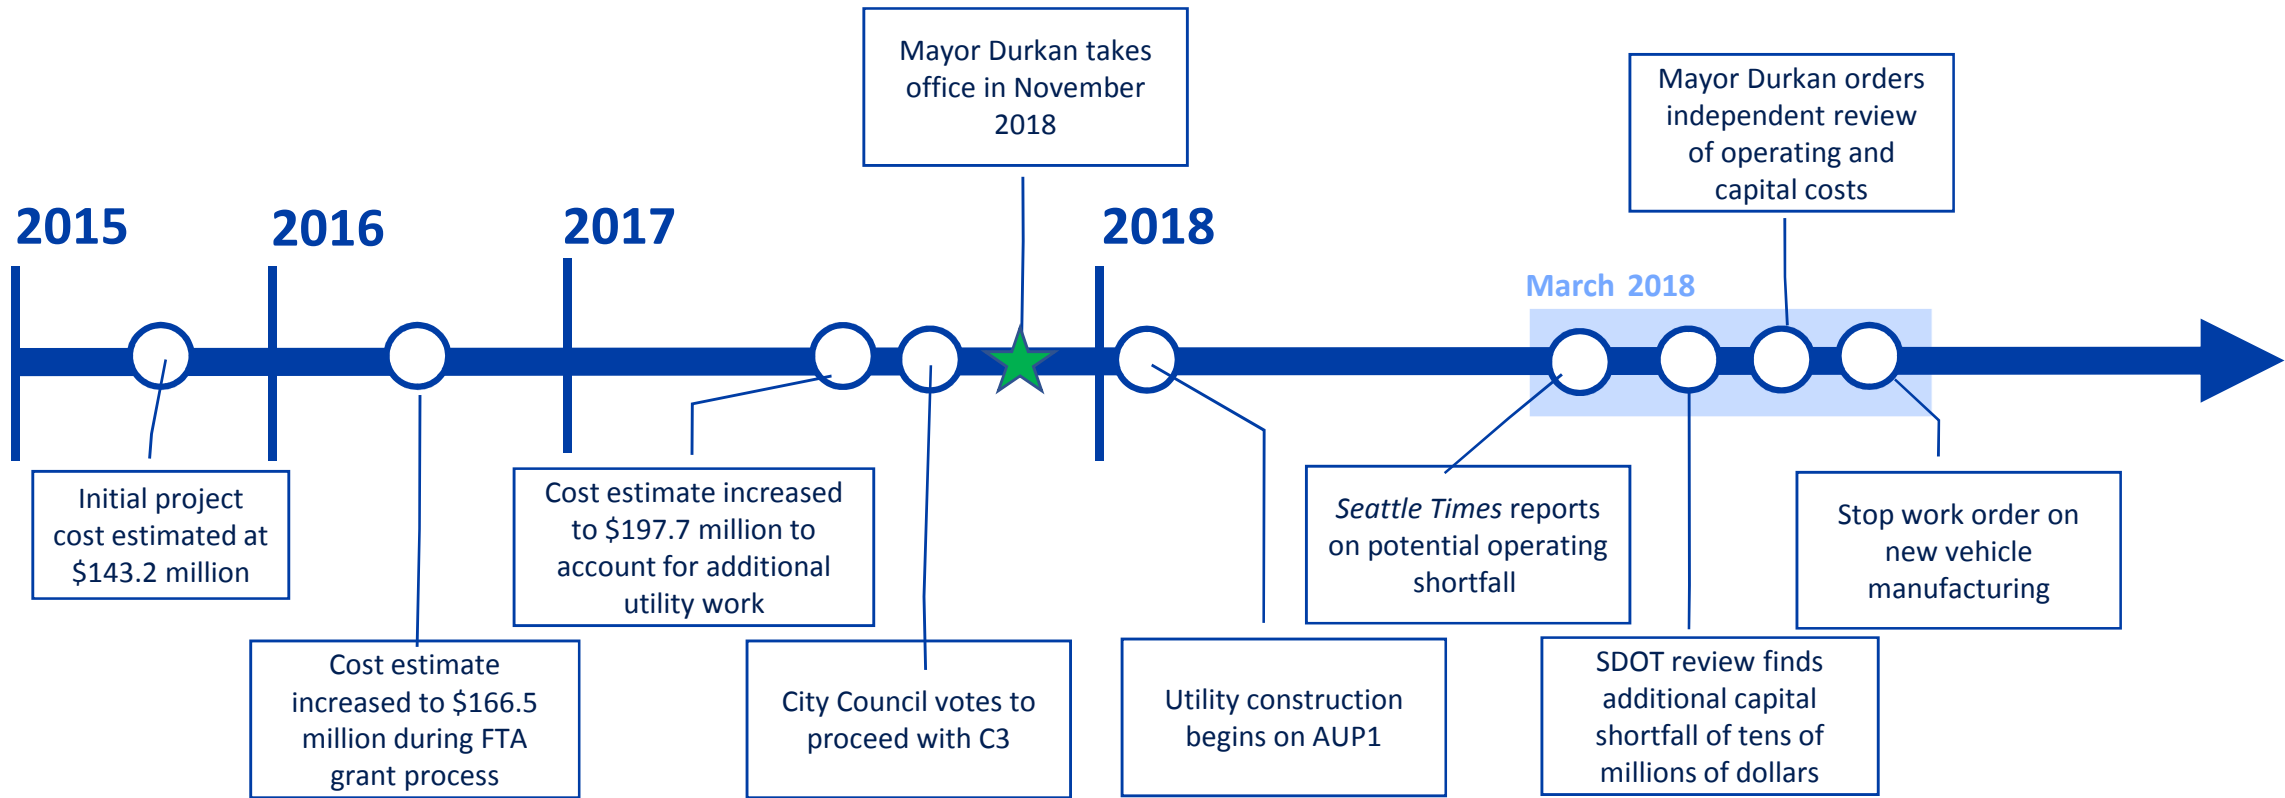 Mayor Durkan takes
office in November
2018
Mayor Durkan orders
independent review
of operating and
capital costs
2015
2016
2017
2018
March 2018
Initial project
cost estimated at
$143.2 million
Cost estimate
increased to $166.5
million during FTA
grant process
Cost estimate increased
to $197.7 million to
account for additional
utility work
City Council votes to
proceed with C3
Utility construction
begins on AUP1
Seattle Times reports
on potential operating
shortfall
SDOT review finds
additional capital
shortfall of tens of
millions of dollars
Stop work order on
new vehicle
manufacturing